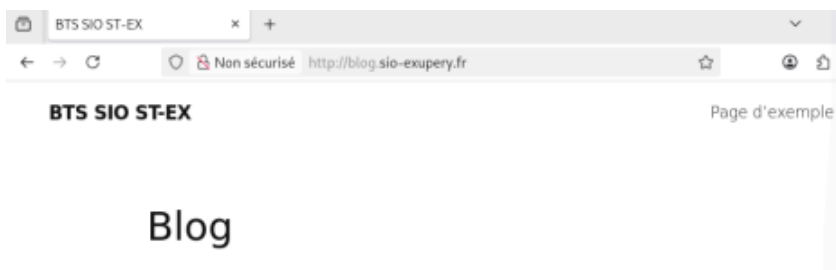 BTS SIO ST-EX
Non sécurisé http://blog.sio-exupery.fr
BTS SIO ST-EX Page d'exemple
Blog